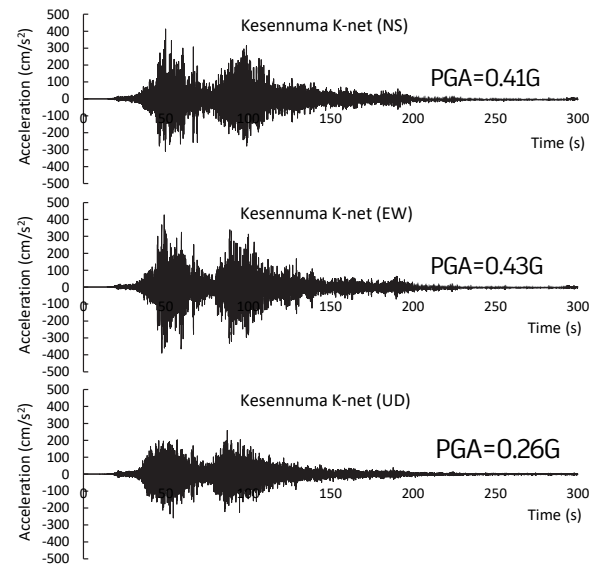 Kesennuma K-net (NS)
Acceleration (cm/s²)
500
400
300
200
100
0
-100
-200
-300
-400
-500
0 50 100 150 200 250 300
PGA=0.41G
Time (s)
Kesennuma K-net (EW)
Acceleration (cm/s²)
500
400
300
200
100
0
-100
-200
-300
-400
-500
0 50 100 150 200 250 300
PGA=0.43G
Time (s)
Kesennuma K-net (UD)
Acceleration (cm/s²)
500
400
300
200
100
0
-100
-200
-300
-400
-500
0 50 100 150 200 250 300
PGA=0.26G
Time (s)